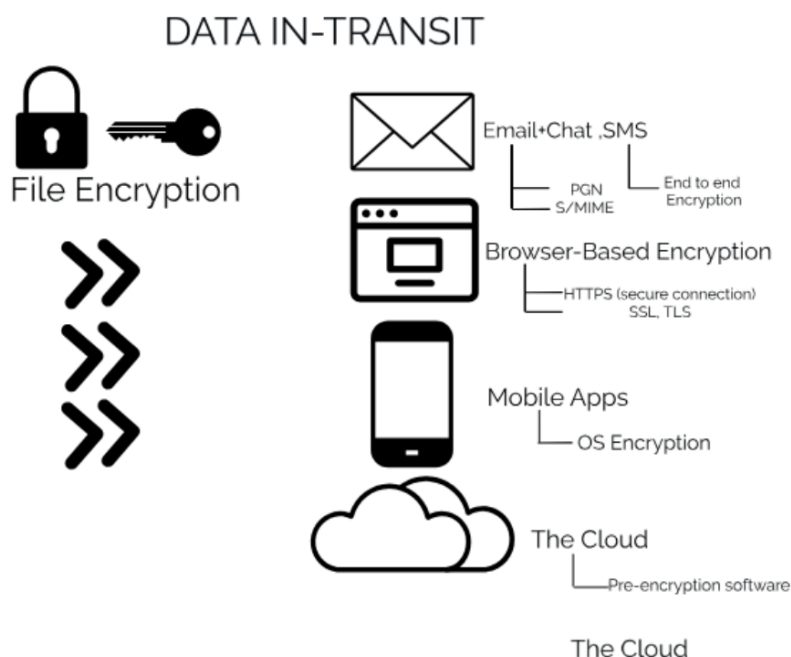 DATA IN-TRANSIT
File Encryption
Email+Chat ,SMS
PGN
S/MIME
End to end
Encryption
Browser-Based Encryption
HTTPS (secure connection)
SSL, TLS
Mobile Apps
OS Encryption
The Cloud
Pre-encryption software
The Cloud